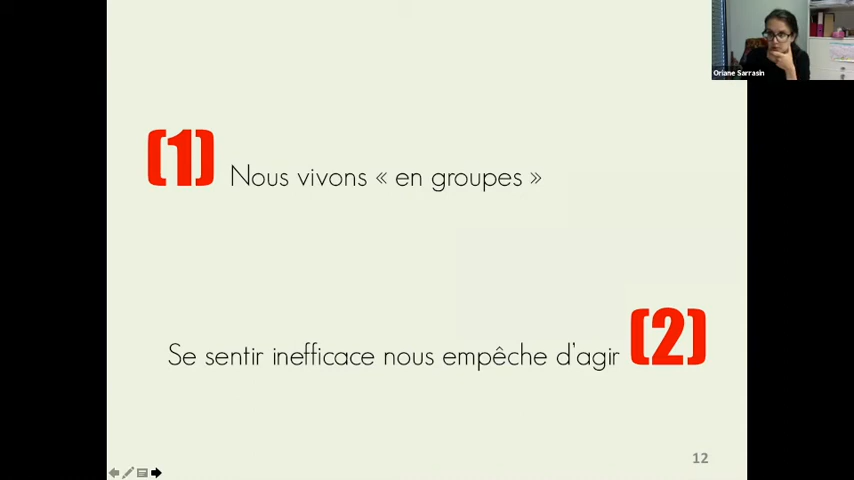 Oriane Sarrasin
(1) Nous vivons « en groupes »
Se sentir inefficace nous empêche d'agir (2)
12